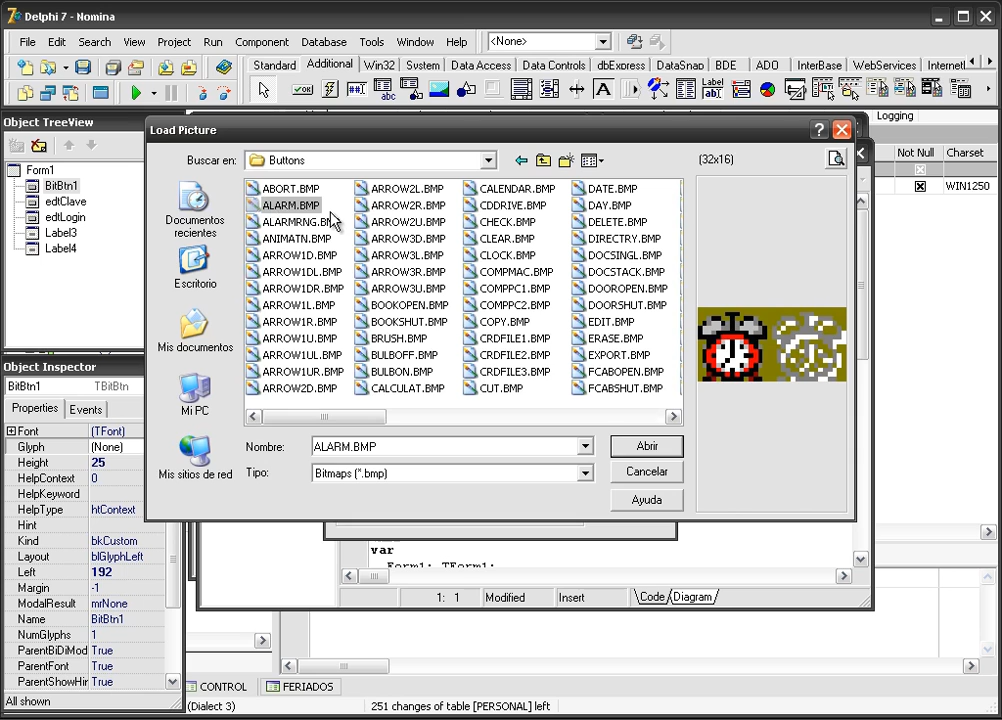 Delphi 7 - Nomina
File Edit Search View Project Run Component Database Tools Window Help <None>
Standard Additional Win32 System Data Access Data Controls dbExpress DataSnap BDE ADO InterBase WebServices InternetE
Object TreeView
Form1
BitBtn1
edtClave
edtLogin
Label3
Label4
Logging
Not Null Charset
WIN1250
Load Picture
Buscar en: Buttons
(32x16)
Documentos recientes
Escritorio
Mis documentos
Mi PC
Mis sitios de red
ABORT.BMP ARROW2L.BMP CALENDAR.BMP DATE.BMP
ALARM.BMP ARROW2R.BMP CDDRIVE.BMP DAY.BMP
ALARMRNG.BMP ARROW2U.BMP CHECK.BMP DELETE.BMP
ANIMATN.BMP ARROW3D.BMP CLEAR.BMP DIRECTRY.BMP
ARROW1D.BMP ARROW3L.BMP CLOCK.BMP DOCSINGL.BMP
ARROW1DL.BMP ARROW3R.BMP COMPMAC.BMP DOCSTACK.BMP
ARROW1DR.BMP ARROW3U.BMP COMPPC1.BMP DOOROPEN.BMP
ARROW1L.BMP BOOKOPEN.BMP COMPPC2.BMP DOORSHUT.BMP
ARROW1R.BMP BOOKSHUT.BMP COPY.BMP EDIT.BMP
ARROW1U.BMP BRUSH.BMP CRDFILE1.BMP ERASE.BMP
ARROW1UL.BMP BULBOFF.BMP CRDFILE2.BMP EXPORT.BMP
ARROW1UR.BMP BULBON.BMP CRDFILE3.BMP FCABOPEN.BMP
ARROW2D.BMP CALCULAT.BMP CUT.BMP FCABSHUT.BMP
Nombre: ALARM.BMP Abrir
Tipo: Bitmaps (*.bmp) Cancelar
Ayuda
Object Inspector
BitBtn1 TBitBtn
Properties Events
Font (TFont)
Glyph (None)
Height 25
HelpContext 0
HelpKeyword
HelpType htContext
Hint
Kind bkCustom
Layout blGlyphLeft
Left 192
Margin -1
ModalResult mrNone
Name BitBtn1
NumGlyphs 1
ParentBiDiMod True
ParentFont True
ParentShowHir True
All shown
var
Form1: TForm1;
1: 1 Modified Insert Code Diagram
CONTROL FERIADOS
(Dialect 3) 251 changes of table [PERSONAL] left